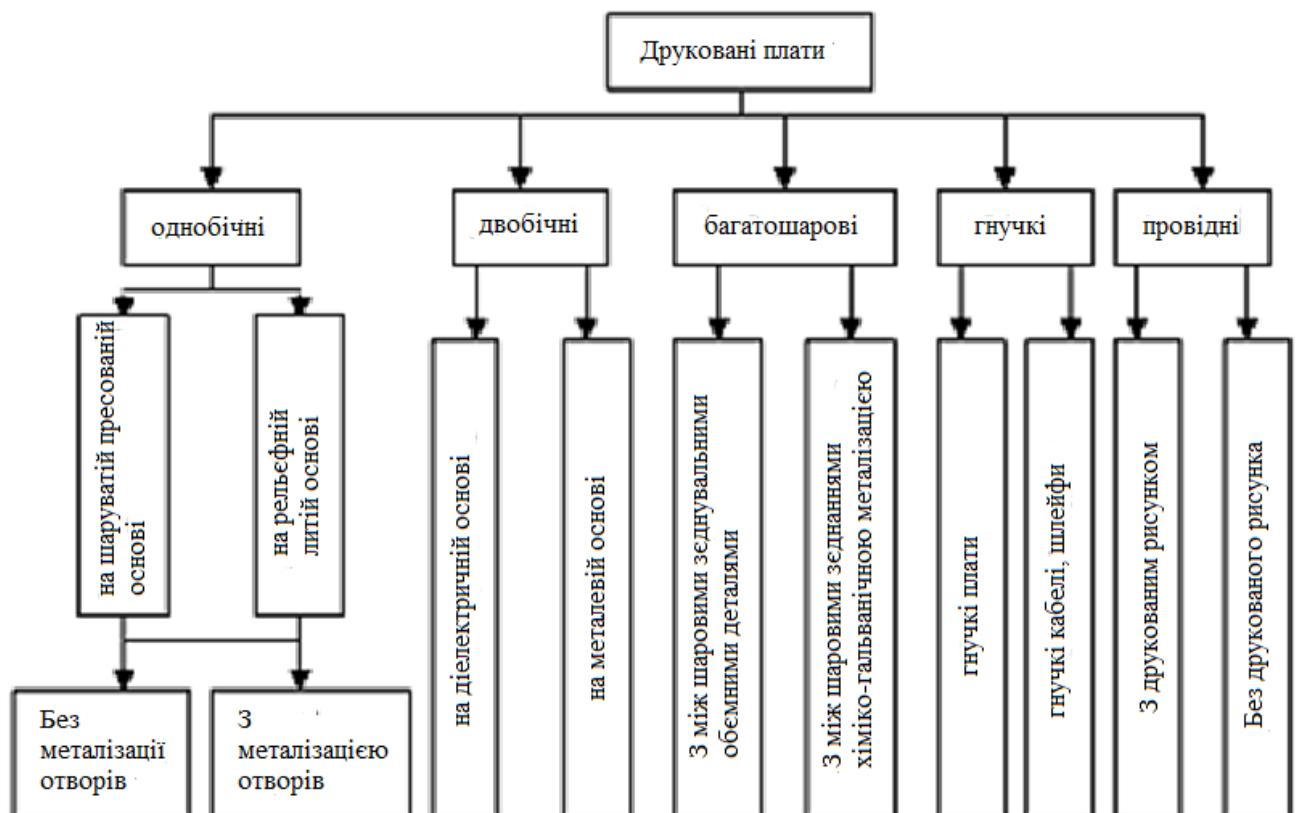 Друковані плати
однобічні
двобічні
багатошарові
гнучкі
провідні
на шаруватій пресованій
основі
на рельєфній
литій основі
на діелектричній основі
на металевій основі
З між шаровими зєднувальними
обємними деталями
З між шаровими зєднаннями
хіміко-гальванічною металізацією
гнучкі плати
гнучкі кабелі, шлейфи
З друкованим рисунком
Без друкованого рисунка
Без
металізації
отворів
З
металізацією
отворів